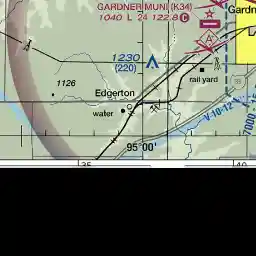 GARDNER MUNI (K34)
1040 L 24 122.8 C
Gardn
1230
(220)
1126
rail yard
Edgerton
water
V-10-12
7000
95°00'
35
40